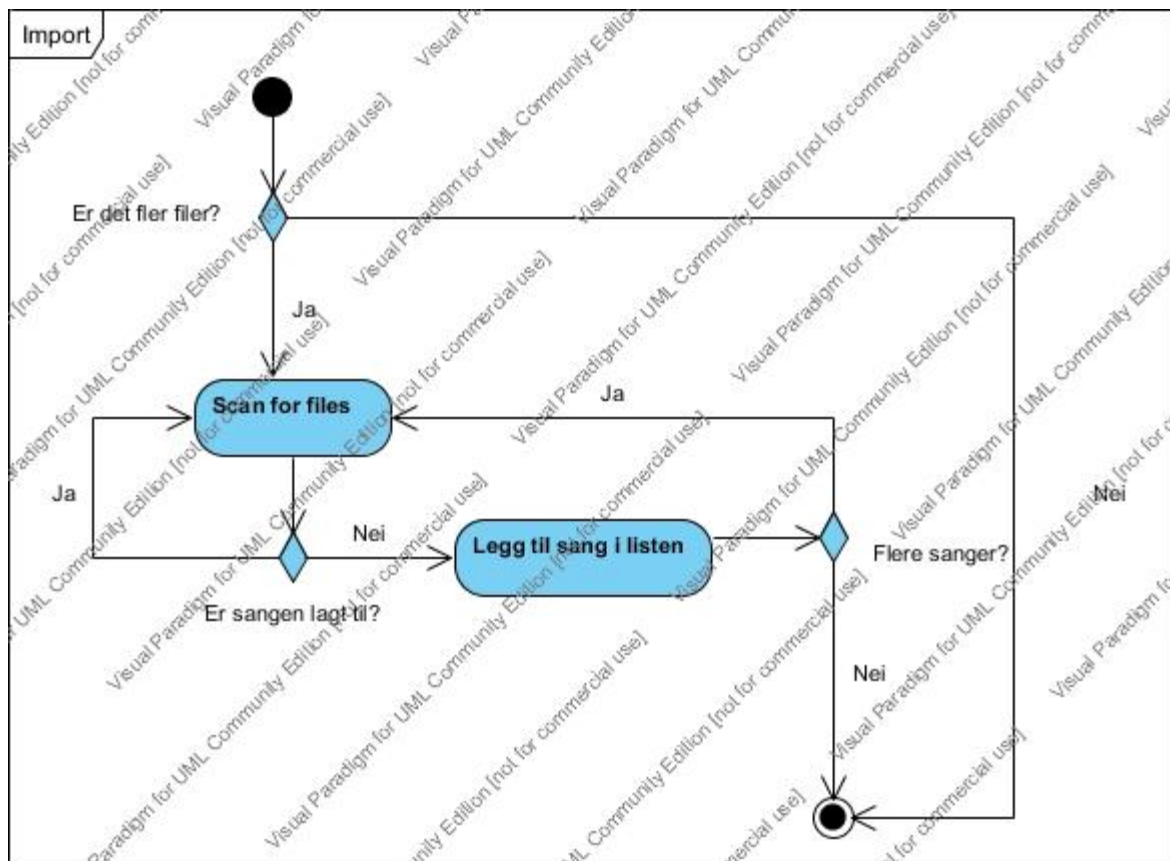 Import
Er det fler filer?
Ja
Scan for files
Ja
Ja
Nei
Legg til sang i listen
Nei
Flere sanger?
Er sangen lagt til?
Nei
Visual Paradigm for UML Community Edition [not for commercial use]